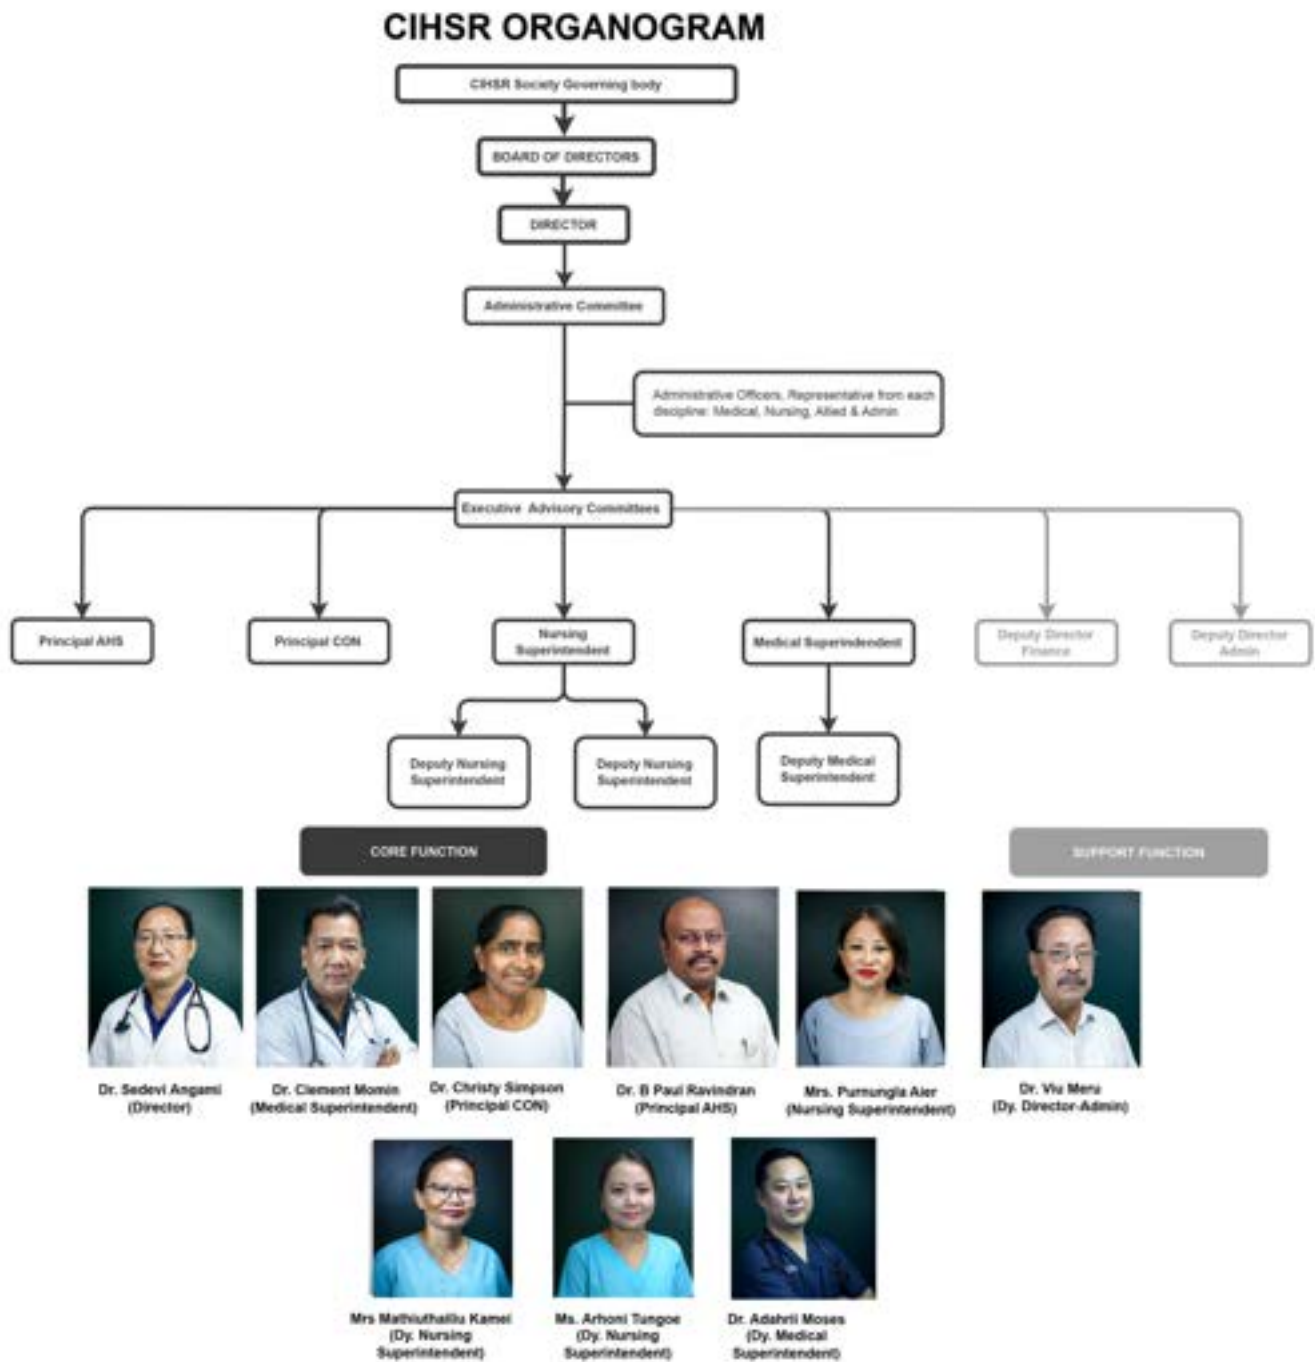 CIHSR ORGANOGRAM
CIHSR Society Governing body
BOARD OF DIRECTORS
DIRECTOR
Administrative Committee
Administrative Officers, Representative from each
discipline: Medical, Nursing, Allied & Admin
Executive Advisory Committees
Principal AHS
Principal CON
Nursing
Superintendent
Medical Superindendent
Deputy Director
Finance
Deputy Director
Admin
Deputy Nursing
Superintendent
Deputy Nursing
Superintendent
Deputy Medical
Superintendent
CORE FUNCTION
SUPPORT FUNCTION
Dr. Sedevi Angami
(Director)
Dr. Clement Momin
(Medical Superintendent)
Dr. Christy Simpson
(Principal CON)
Dr. B Paul Ravindran
(Principal AHS)
Mrs. Purnungla Aier
(Nursing Superintendent)
Dr. Viu Meru
(Dy. Director-Admin)
Mrs Mathiuthailiu Kamei
(Dy. Nursing
Superintendent)
Ms. Arhoni Tungoe
(Dy. Nursing
Superintendent)
Dr. Adahrii Moses
(Dy. Medical
Superintendent)